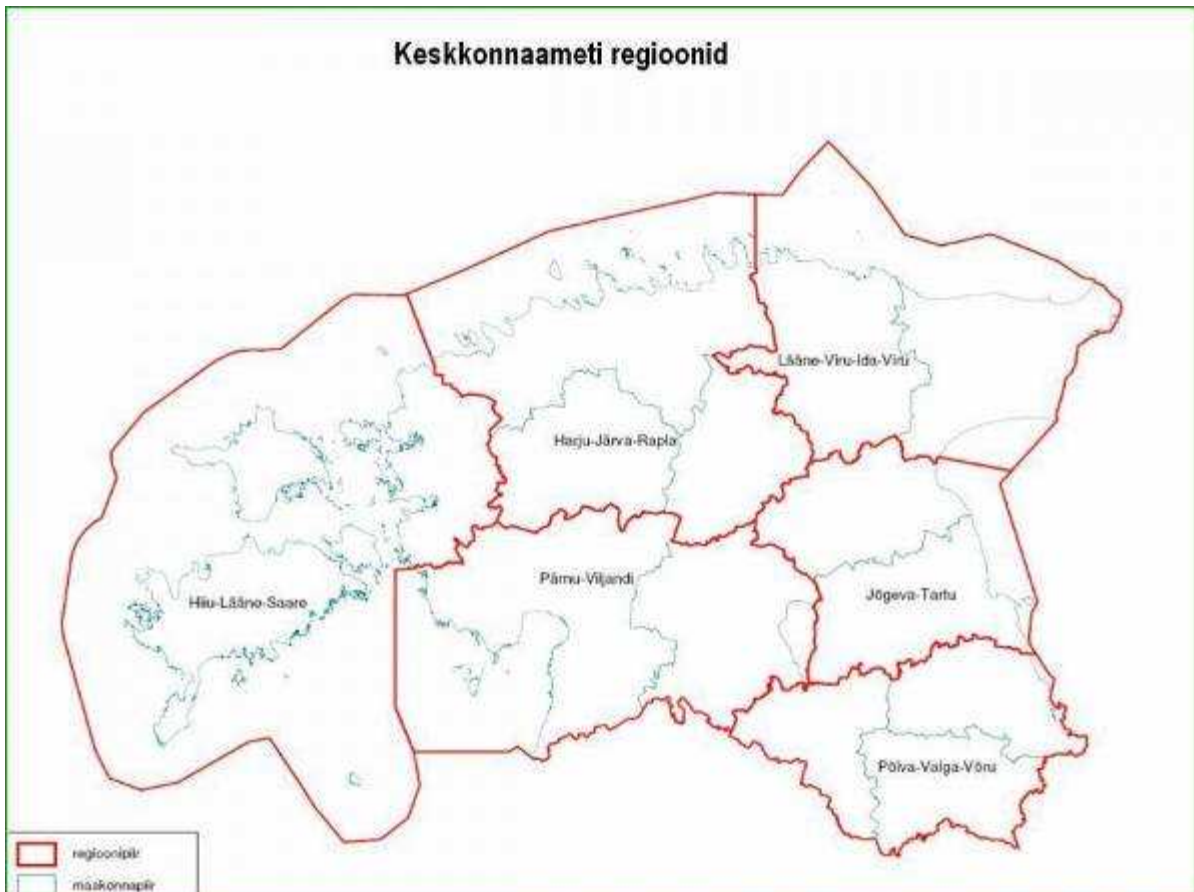 Keskkonnaameti regioonid
Lääne-Viru-Ida-Viru
Harju-Järva-Rapla
Pärnu-Viljandi
Hiiu-Lääne-Saare
Jõgeva-Tartu
Põlva-Valga-Võru
regioonipiir
maakonnapiir